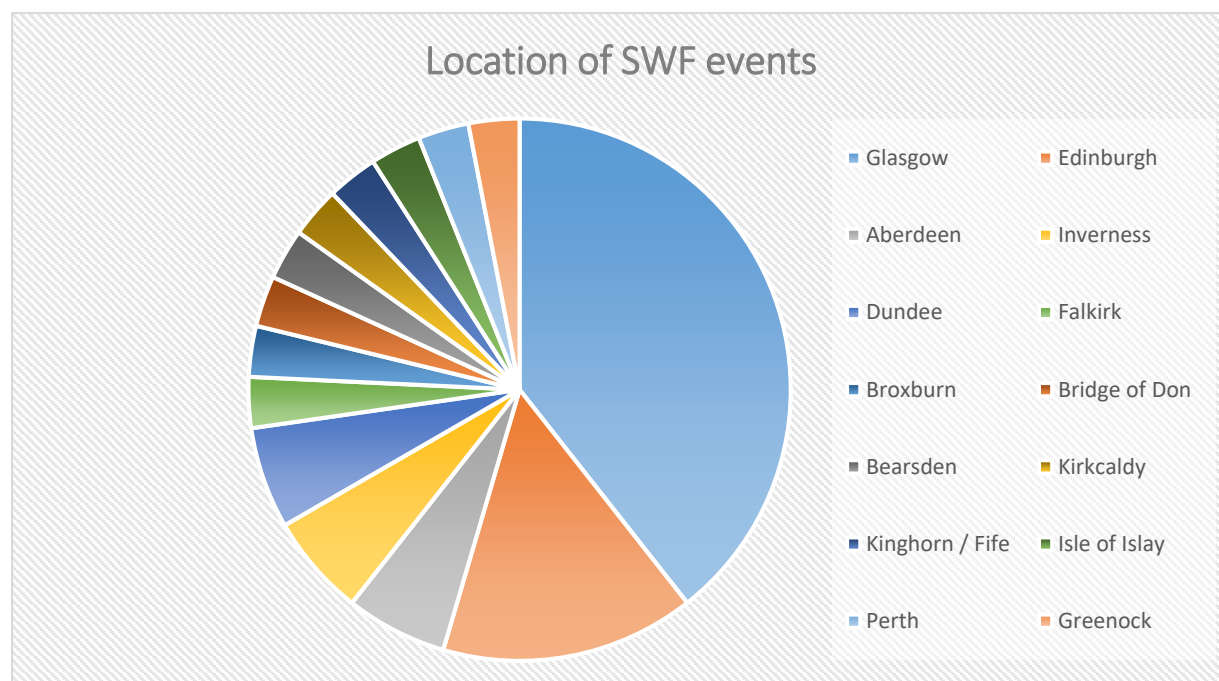 Location of SWF events
Glasgow Edinburgh
Aberdeen Inverness
Dundee Falkirk
Broxburn Bridge of Don
Bearsden Kirkcaldy
Kinghorn / Fife Isle of Islay
Perth Greenock